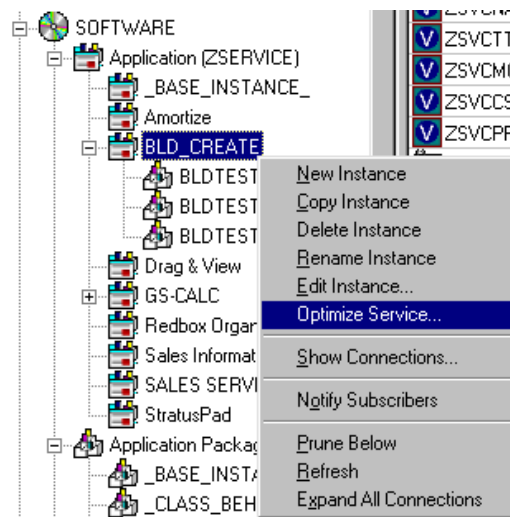 SOFTWARE
Application (ZSERVICE)
_BASE_INSTANCE_
Amortize
BLD_CREATE
BLDTEST
BLDTEST
BLDTEST
Drag & View
GS-CALC
Redbox Organ
Sales Informat
SALES SERVI
StratusPad
Application Packag
_BASE_INSTA
_CLASS_BEH
ZSVCTT
ZSVCMO
ZSVCCS
ZSVCPR
New Instance
Copy Instance
Delete Instance
Rename Instance
Edit Instance...
Optimize Service...
Show Connections...
Notify Subscribers
Prune Below
Refresh
Expand All Connections